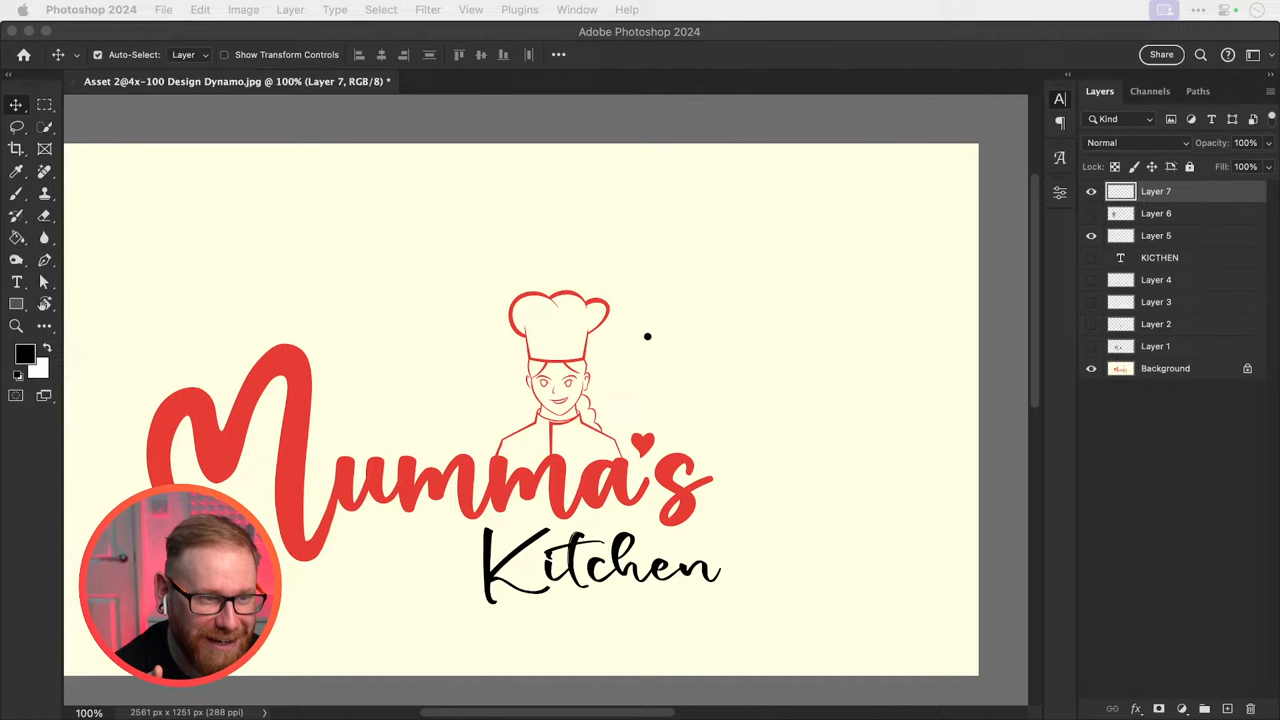 Photoshop 2024 File Edit Image Layer Type Select Filter View Plugins Window Help
Adobe Photoshop 2024
Auto-Select: Layer Show Transform Controls Share
Asset 2@4x-100 Design Dynamo.jpg @ 100% (Layer 7, RGB/8) *
Layers Channels Paths
Kind
Normal Opacity: 100%
Lock: Fill: 100%
Layer 7
Layer 6
Layer 5
KICTHEN
Layer 4
Layer 3
Layer 2
Layer 1
Background
Mumma's
Kitchen
100% 2561 px x 1251 px (288 ppi)